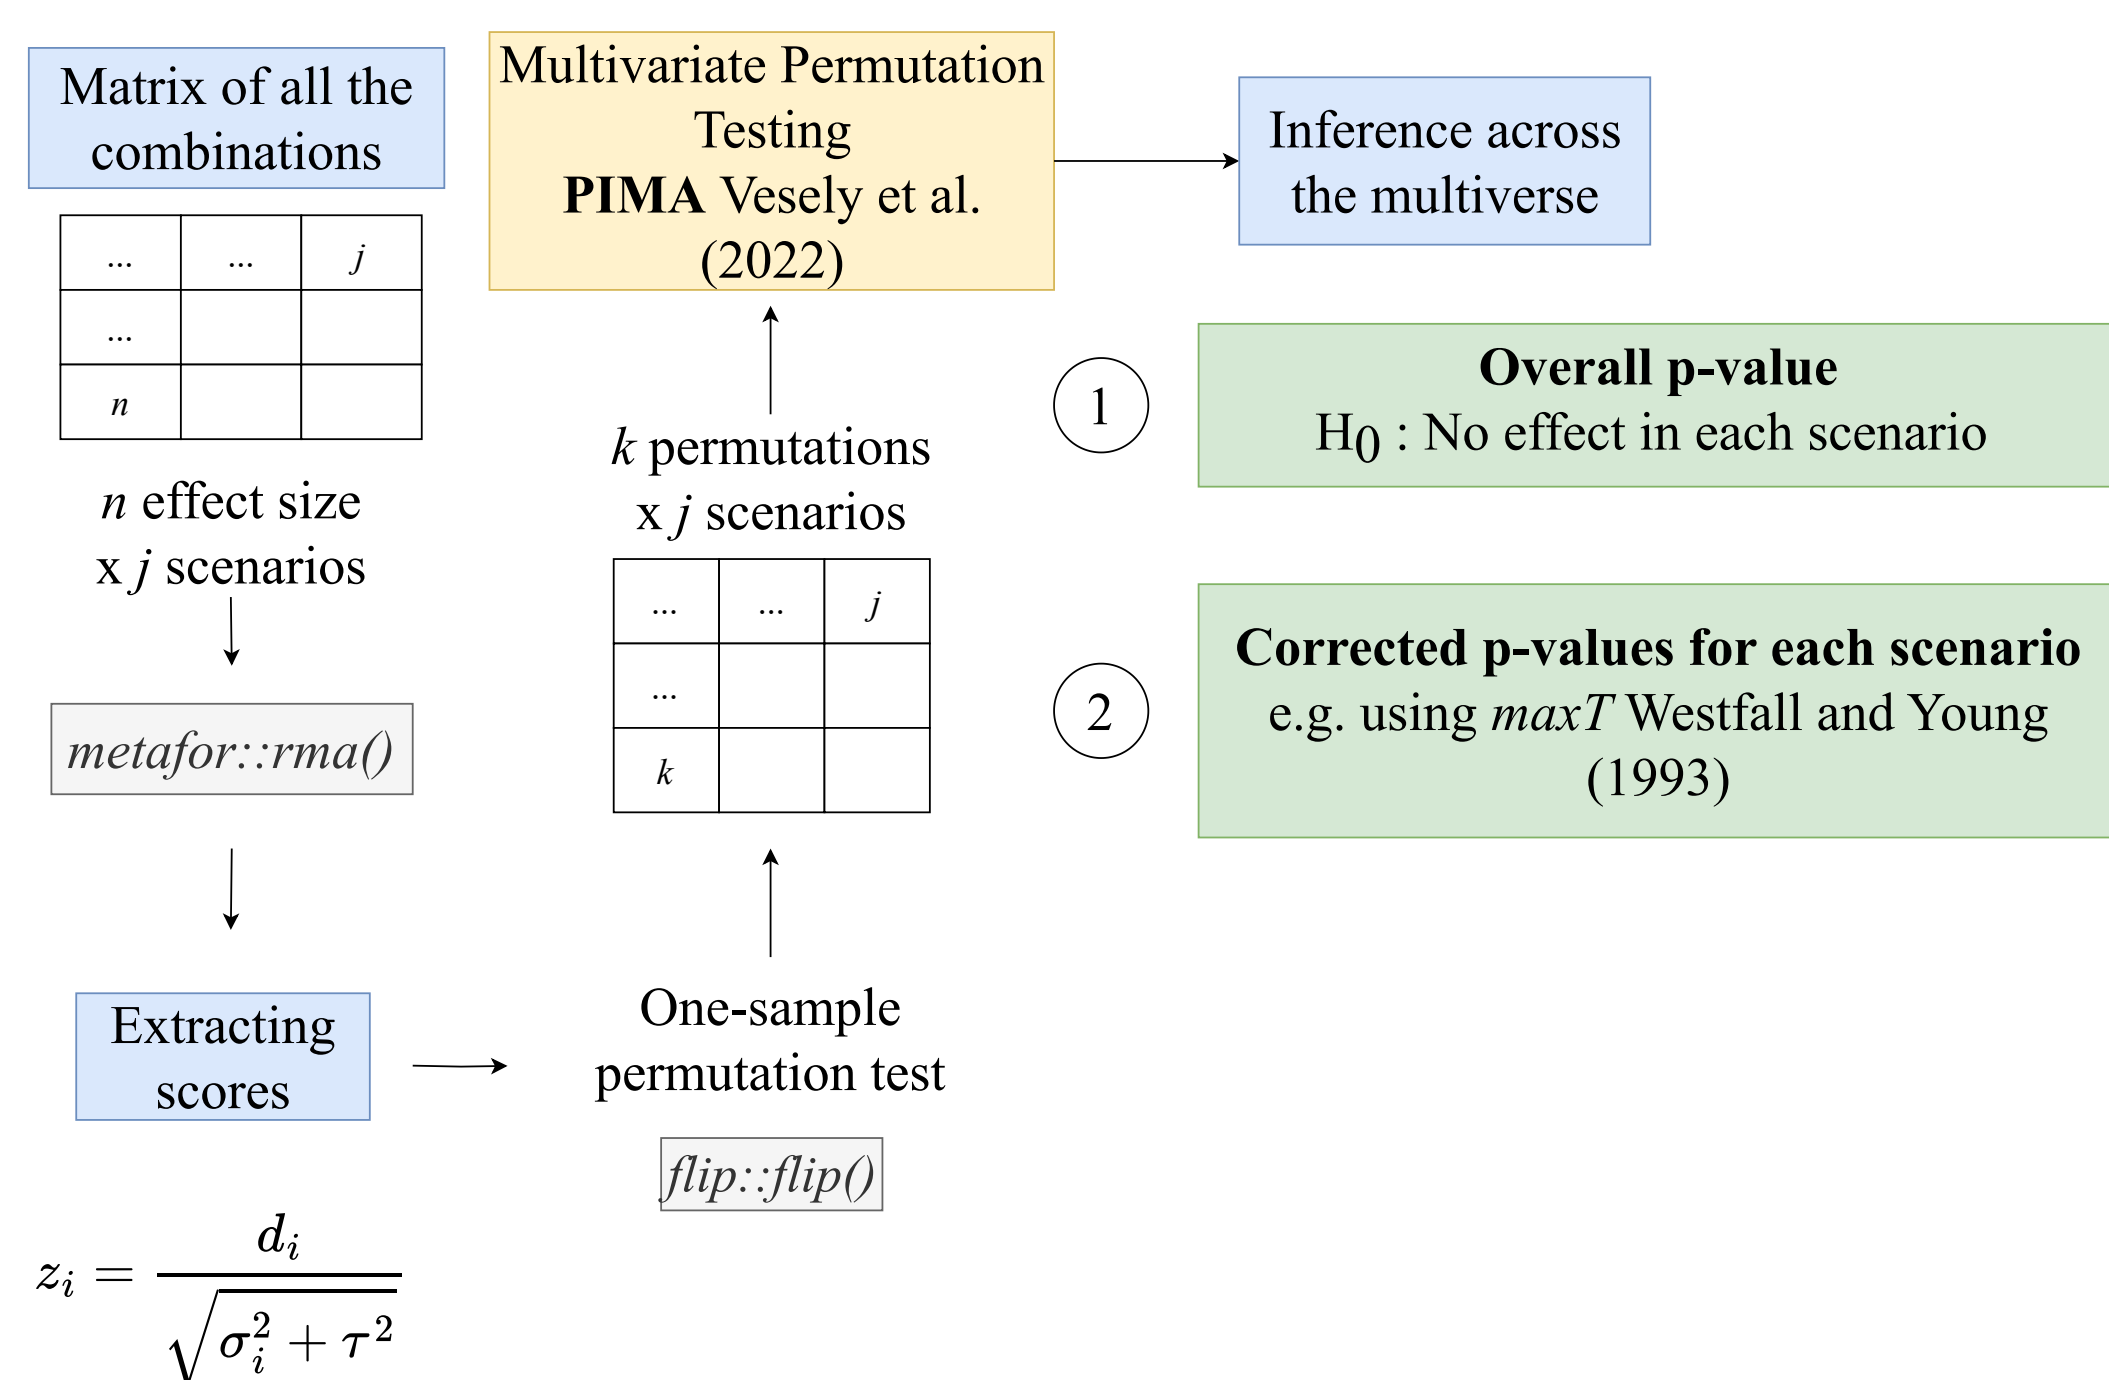 Matrix of all the
combinations
... ... j
...
n
n effect size
x j scenarios
metafor::rma()
Extracting
scores
z_i = d_i / √(σ_i^2 + τ^2)
One-sample
permutation test
flip::flip()
... ... j
...
k
k permutations
x j scenarios
Multivariate Permutation
Testing
PIMA Vesely et al.
(2022)
Inference across
the multiverse
1
Overall p-value
H0 : No effect in each scenario
2
Corrected p-values for each scenario
e.g. using maxT Westfall and Young
(1993)